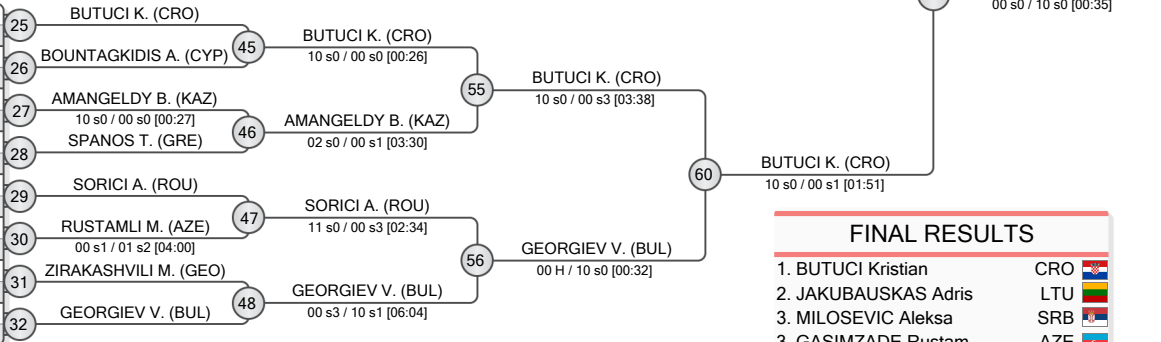 00 s0 / 10 s0 [00:35]
25
BUTUCI K. (CRO)
26
BOUNTAGKIDIS A. (CYP)
45
BUTUCI K. (CRO)
10 s0 / 00 s0 [00:26]
27
AMANGELDY B. (KAZ)
10 s0 / 00 s0 [00:27]
28
SPANOS T. (GRE)
46
AMANGELDY B. (KAZ)
02 s0 / 00 s1 [03:30]
55
BUTUCI K. (CRO)
10 s0 / 00 s3 [03:38]
29
SORICI A. (ROU)
30
RUSTAMLI M. (AZE)
00 s1 / 01 s2 [04:00]
47
SORICI A. (ROU)
11 s0 / 00 s3 [02:34]
31
ZIRAKASHVILI M. (GEO)
32
GEORGIEV V. (BUL)
48
GEORGIEV V. (BUL)
00 s3 / 10 s1 [06:04]
56
GEORGIEV V. (BUL)
00 H / 10 s0 [00:32]
60
BUTUCI K. (CRO)
10 s0 / 00 s1 [01:51]
FINAL RESULTS
1. BUTUCI Kristian CRO
2. JAKUBAUSKAS Adris LTU
3. MILOSEVIC Aleksa SRB
3. GASIMZADE Rustam AZE